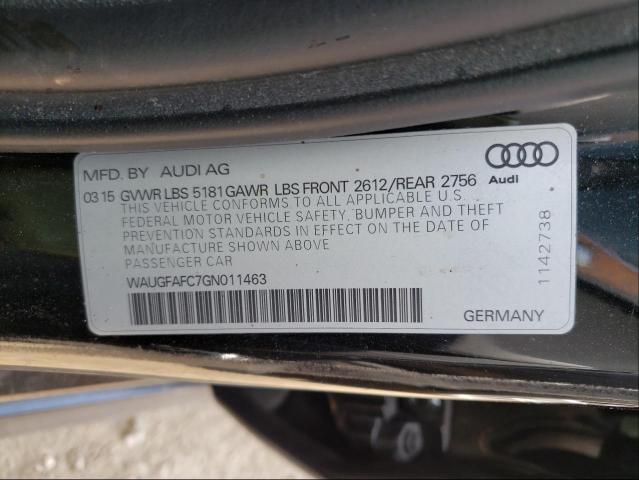 MFD. BY AUDI AG
Audi
03 15 GVWR LBS 5181 GAWR LBS FRONT 2612/REAR 2756
THIS VEHICLE CONFORMS TO ALL APPLICABLE U.S.
FEDERAL MOTOR VEHICLE SAFETY, BUMPER AND THEFT
PREVENTION STANDARDS IN EFFECT ON THE DATE OF
MANUFACTURE SHOWN ABOVE
PASSENGER CAR
WAUGFAFC7GN011463
GERMANY
1142738